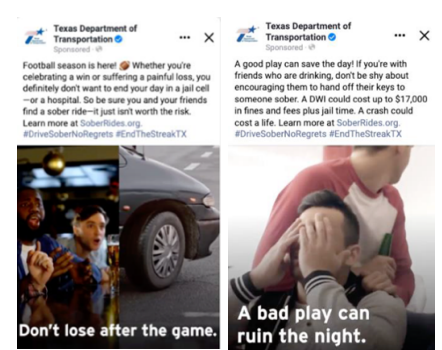 Texas Department of
Transportation
Sponsored ·
Football season is here! 🏈 Whether you're
celebrating a win or suffering a painful loss, you
definitely don't want to end your day in a jail cell
—or a hospital. So be sure you and your friends
find a sober ride—it just isn't worth the risk.
Learn more at SoberRides.org.
#DriveSoberNoRegrets #EndTheStreakTX
Don't lose after the game.
Texas Department of
Transportation
Sponsored ·
A good play can save the day! If you're with
friends who are drinking, don't be shy about
encouraging them to hand off their keys to
someone sober. A DWI could cost up to $17,000
in fines and fees plus jail time. A crash could
cost a life. Learn more at SoberRides.org.
#DriveSoberNoRegrets #EndTheStreakTX
A bad play can
ruin the night.